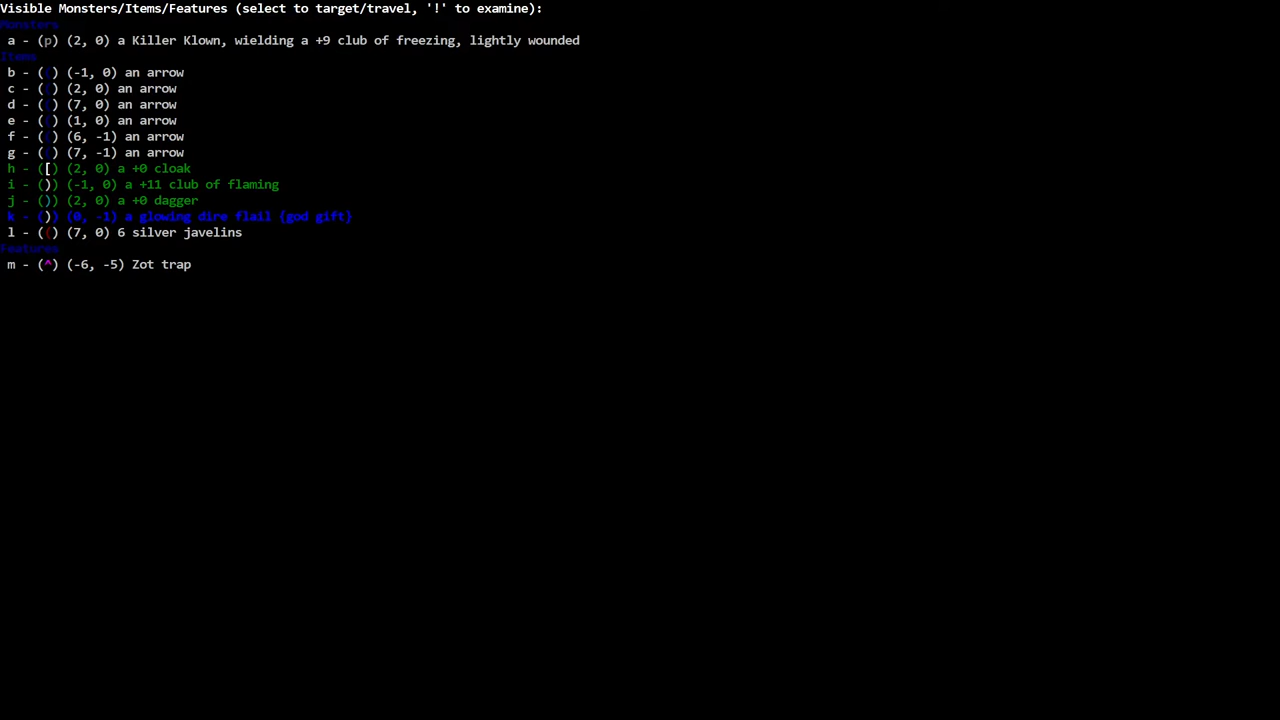 Visible Monsters/Items/Features (select to target/travel, '!' to examine):
Monsters
a - (p) (2, 0) a Killer Klown, wielding a +9 club of freezing, lightly wounded
Items
b - (() (-1, 0) an arrow
c - (() (2, 0) an arrow
d - (() (7, 0) an arrow
e - (() (1, 0) an arrow
f - (() (6, -1) an arrow
g - (() (7, -1) an arrow
h - ([) (2, 0) a +0 cloak
i - ()) (-1, 0) a +11 club of flaming
j - ()) (2, 0) a +0 dagger
k - ()) (0, -1) a glowing dire flail {god gift}
l - (() (7, 0) 6 silver javelins
Features
m - (^) (-6, -5) Zot trap